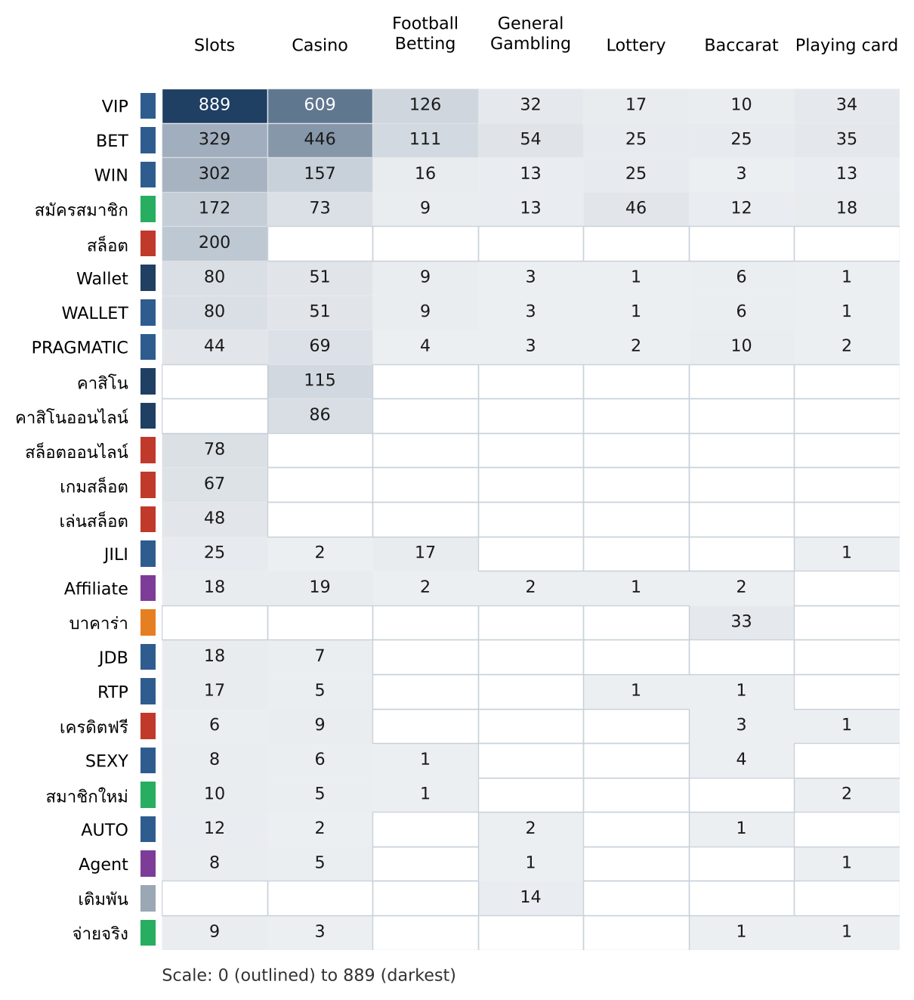 Slots Casino Football Betting General Gambling Lottery Baccarat Playing card
VIP 889 609 126 32 17 10 34
BET 329 446 111 54 25 25 35
WIN 302 157 16 13 25 3 13
สมัครสมาชิก 172 73 9 13 46 12 18
สล็อต 200
Wallet 80 51 9 3 1 6 1
WALLET 80 51 9 3 1 6 1
PRAGMATIC 44 69 4 3 2 10 2
คาสิโน 115
คาสิโนออนไลน์ 86
สล็อตออนไลน์ 78
เกมสล็อต 67
เล่นสล็อต 48
JILI 25 2 17 1
Affiliate 18 19 2 2 1 2
บาคาร่า 33
JDB 18 7
RTP 17 5 1 1
เครดิตฟรี 6 9 3 1
SEXY 8 6 1 4
สมาชิกใหม่ 10 5 1 2
AUTO 12 2 2 1
Agent 8 5 1 1
เดิมพัน 14
จ่ายจริง 9 3 1 1
Scale: 0 (outlined) to 889 (darkest)